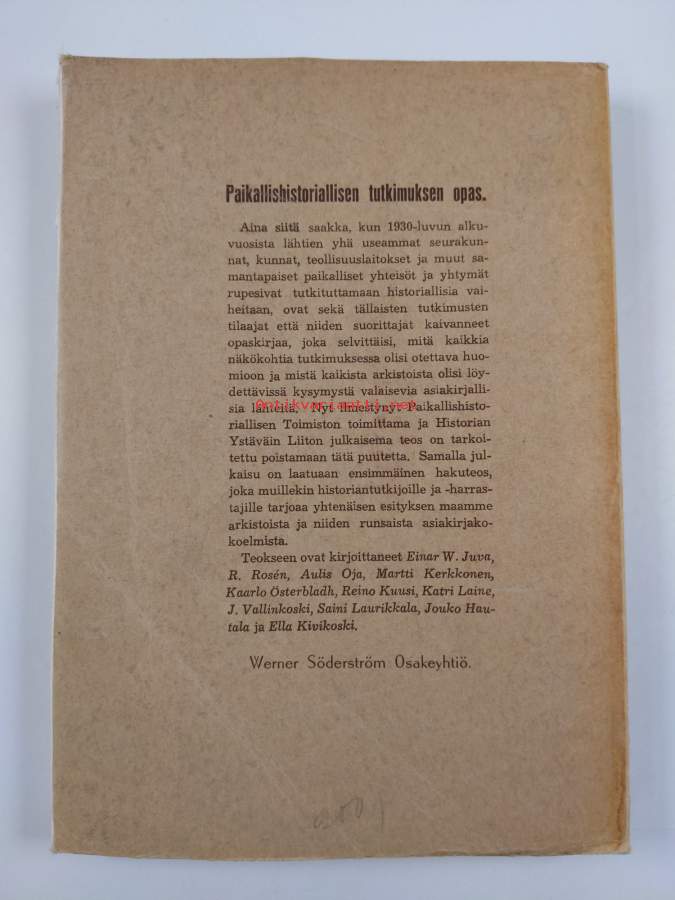 Paikallishistoriallisen tutkimuksen opas.
Aina siitä saakka, kun 1930-luvun alku-
vuosista lähtien yhä useammat seurakun-
nat, kunnat, teollisuuslaitokset ja muut sa-
mantapaiset paikalliset yhteisöt ja yhtymät
rupesivat tutkituttamaan historiallisia vai-
heitaan, ovat sekä tällaisten tutkimusten
tilaajat että niiden suorittajat kaivanneet
opaskirjaa, joka selvittäisi, mitä kaikkia
näkökohtia tutkimuksessa olisi otettava huo-
mioon ja mistä kaikista arkistoista olisi löy-
dettävissä kysymystä valaisevia asiakirjalli-
sia lähteitä. Nyt ilmestynyt Paikallishisto-
antikvariaatti.net
riallisen Toimiston toimittama ja Historian
Ystäväin Liiton julkaisema teos on tarkoi-
tettu poistamaan tätä puutetta. Samalla jul-
kaisu on laatuaan ensimmäinen hakuteos,
joka muillekin historiantutkijoille ja -harras-
tajille tarjoaa yhtenäisen esityksen maamme
arkistoista ja niiden runsaista asiakirjako-
koelmista.
Teokseen ovat kirjoittaneet Einar W. Juva,
R. Rosén, Aulis Oja, Martti Kerkkonen,
Kaarlo Österbladh, Reino Kuusi, Katri Laine,
J. Vallinkoski, Saini Laurikkala, Jouko Hau-
tala ja Ella Kivikoski.
Werner Söderström Osakeyhtiö.